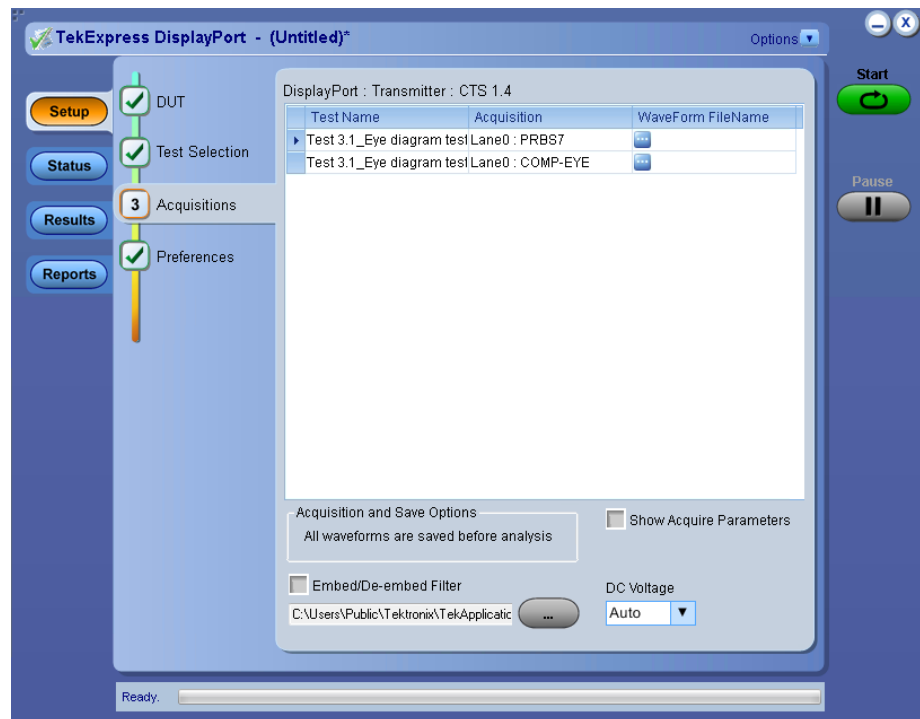 TekExpress DisplayPort - (Untitled)*
Options
Start
Pause
Setup
Status
Results
Reports
DUT
Test Selection
3 Acquisitions
Preferences
DisplayPort : Transmitter : CTS 1.4
Test Name Acquisition WaveForm FileName
Test 3.1_Eye diagram test Lane0 : PRBS7 ...
Test 3.1_Eye diagram test Lane0 : COMP-EYE ...
Acquisition and Save Options
All waveforms are saved before analysis
Show Acquire Parameters
Embed/De-embed Filter
C:\Users\Public\Tektronix\TekApplicatic ...
DC Voltage
Auto
Ready.